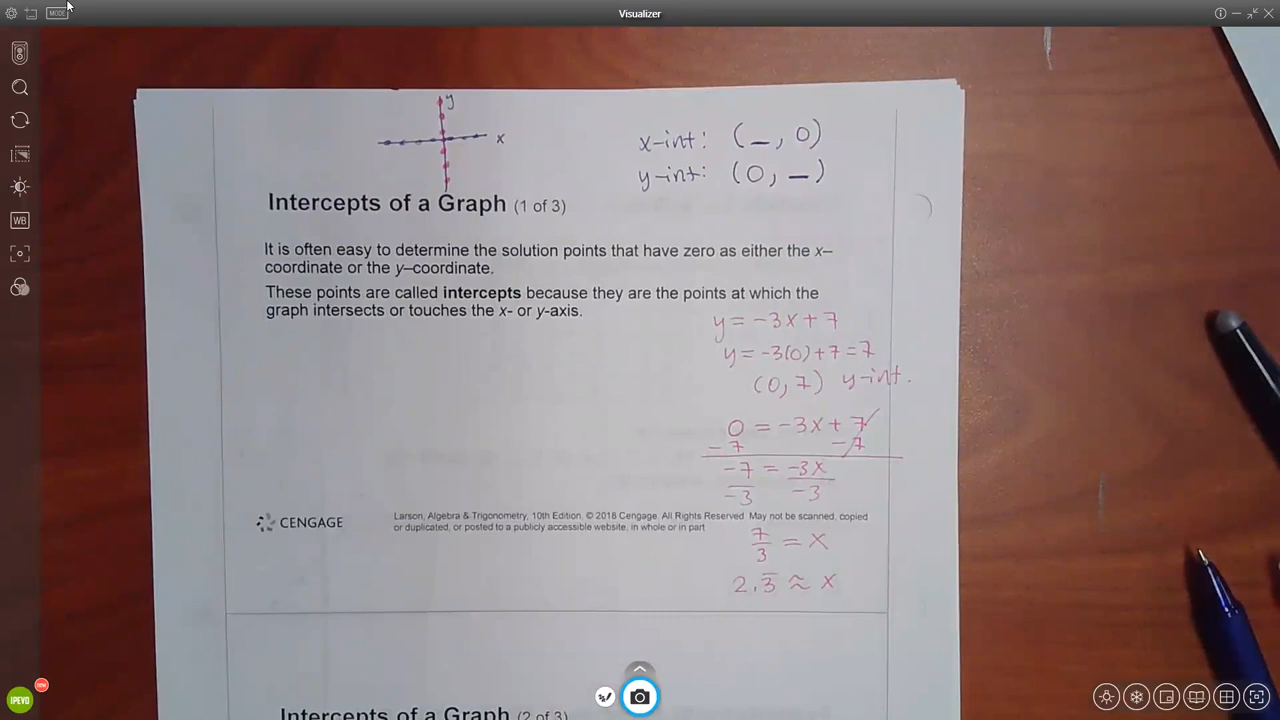 MODE
Visualizer
WB
y
x
x-int: (_, 0)
y-int: (0, _)
Intercepts of a Graph (1 of 3)
It is often easy to determine the solution points that have zero as either the x–
coordinate or the y–coordinate.
These points are called intercepts because they are the points at which the
graph intersects or touches the x- or y-axis.
y = -3x + 7
y = -3(0) + 7 = 7
(0, 7) y-int.
0 = -3x + 7
-7 -7
-7 = -3x
-3 -3
CENGAGE
Larson, Algebra & Trigonometry, 10th Edition. © 2018 Cengage. All Rights Reserved. May not be scanned, copied
or duplicated, or posted to a publicly accessible website, in whole or in part
7/3 = x
2.3̅ ≈ x
IPEVO
new
Intercepts of a Graph (2 of 3)